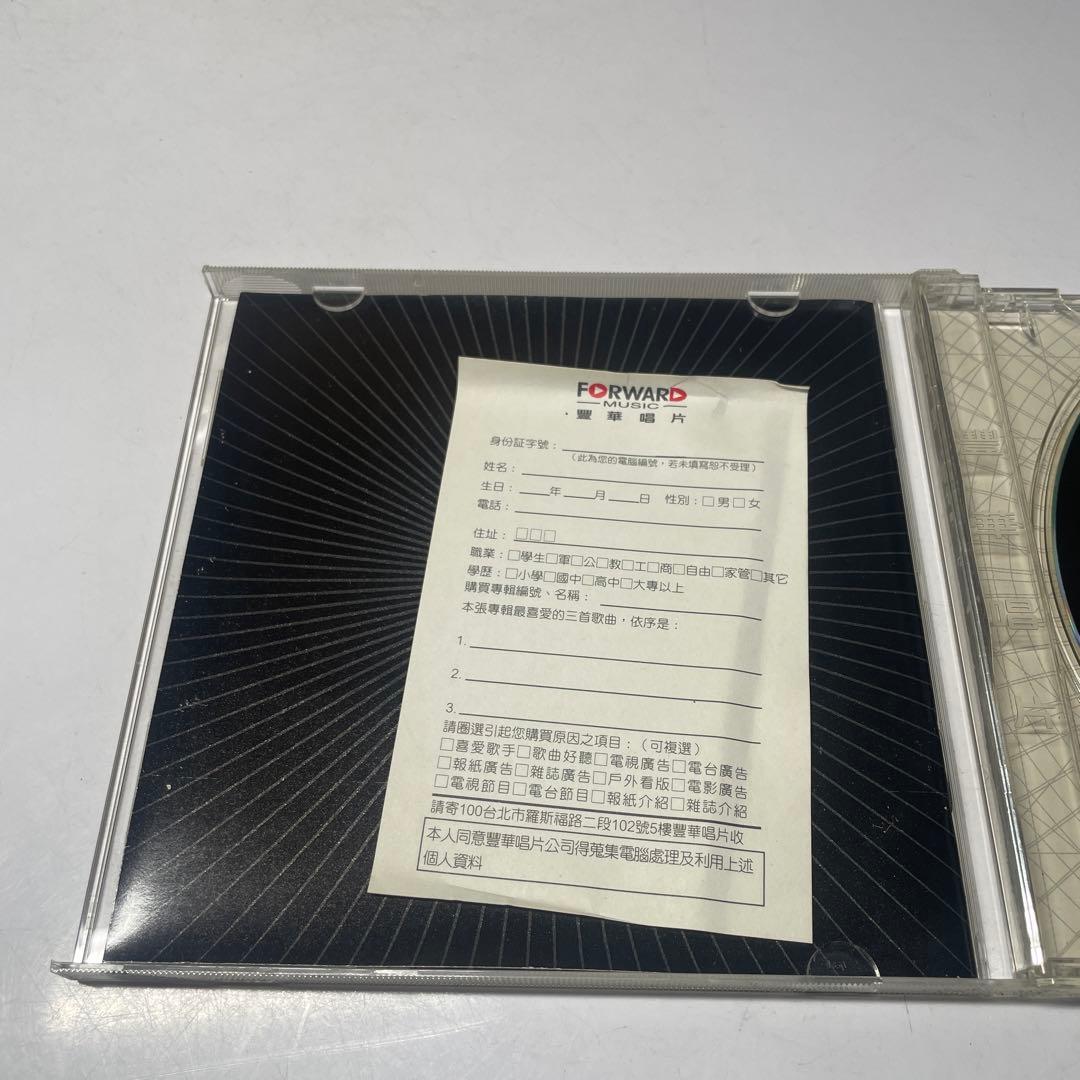 FORWARD
MUSIC
豐華唱片
身份証字號：
（此為您的電腦編號，若未填寫恕不受理）
姓名：
生日：　年　月　日　性別：□男□女
電話：
住址：□□□
職業：□學生□軍□公□教□工□商□自由□家管□其它
學歷：□小學□國中□高中□大專以上
購買專輯編號、名稱：
本張專輯最喜愛的三首歌曲，依序是：
1.
2.
3.
請圈選引起您購買原因之項目：（可複選）
□喜愛歌手□歌曲好聽□電視廣告□電台廣告
□報紙廣告□雜誌廣告□戶外看版□電影廣告
□電視節目□電台節目□報紙介紹□雜誌介紹
請寄100台北市羅斯福路二段102號5樓豐華唱片收
本人同意豐華唱片公司得蒐集電腦處理及利用上述
個人資料